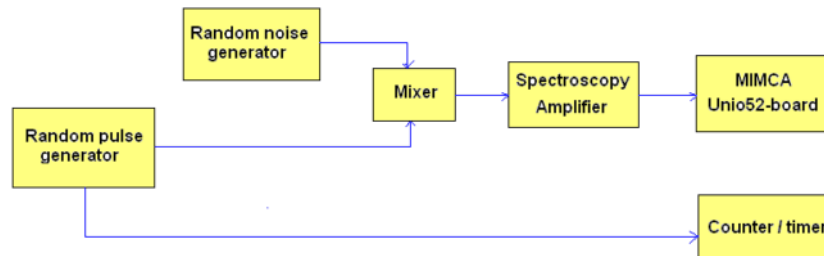 Random noise
generator
Mixer
Spectroscopy
Amplifier
MIMCA
Unio52-board
Random pulse
generator
Counter / timer